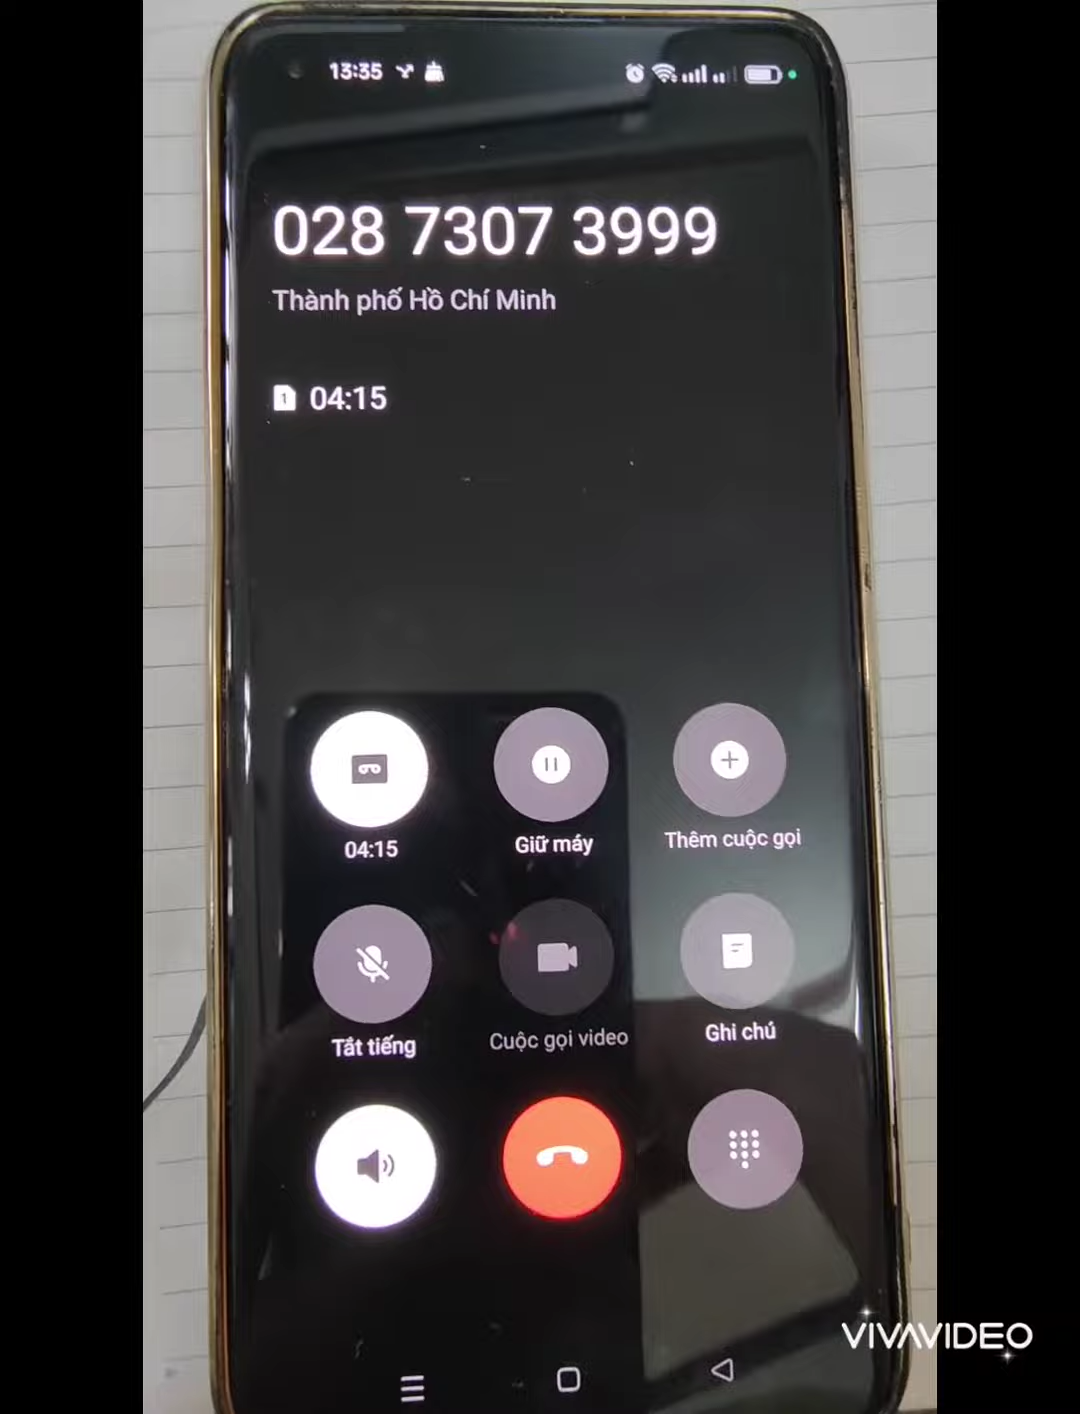 13:35
028 7307 3999
Thành phố Hồ Chí Minh
1 04:15
04:15
Giữ máy
Thêm cuộc gọi
Tắt tiếng
Cuộc gọi video
Ghi chú
VIVAVIDEO